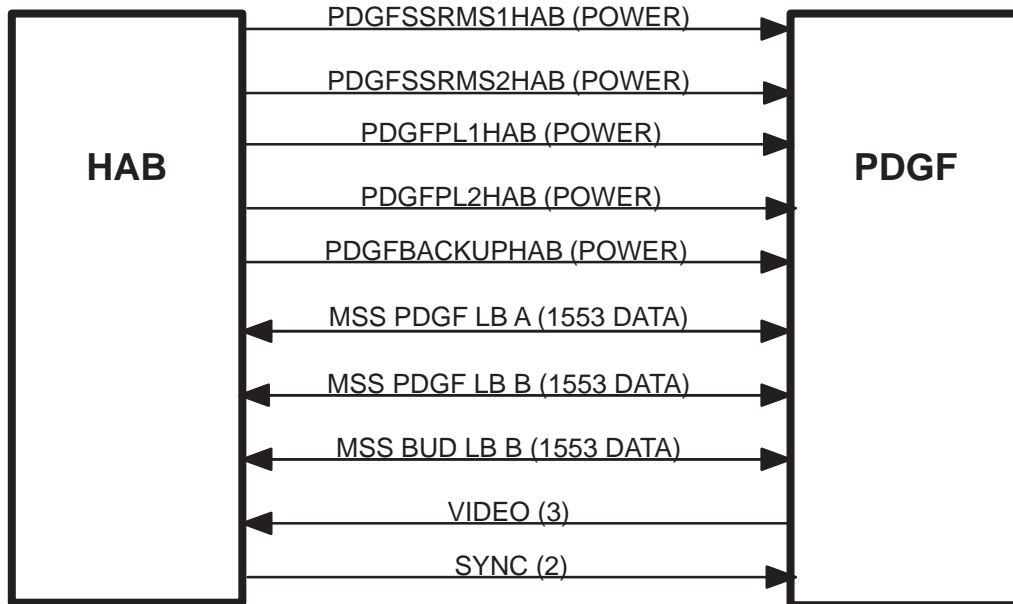 PDGFSSRMS1HAB (POWER)
PDGFSSRMS2HAB (POWER)
PDGFPL1HAB (POWER)
HAB
PDGF
PDGFPL2HAB (POWER)
PDGFBACKUPHAB (POWER)
MSS PDGF LB A (1553 DATA)
MSS PDGF LB B (1553 DATA)
MSS BUD LB B (1553 DATA)
VIDEO (3)
SYNC (2)